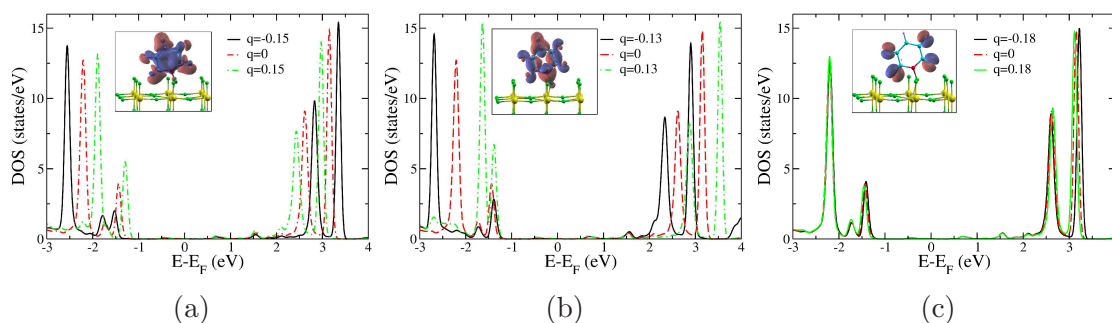 DOS (states/eV)
15
10
5
0
q=-0.15
q=0
q=0.15
-3 -2 -1 0 1 2 3 4
E-E_F (eV)
(a)
DOS (states/eV)
15
10
5
0
q=-0.13
q=0
q=0.13
-3 -2 -1 0 1 2 3 4
E-E_F (eV)
(b)
DOS (states/eV)
15
10
5
0
q=-0.18
q=0
q=0.18
-3 -2 -1 0 1 2 3
E-E_F (eV)
(c)